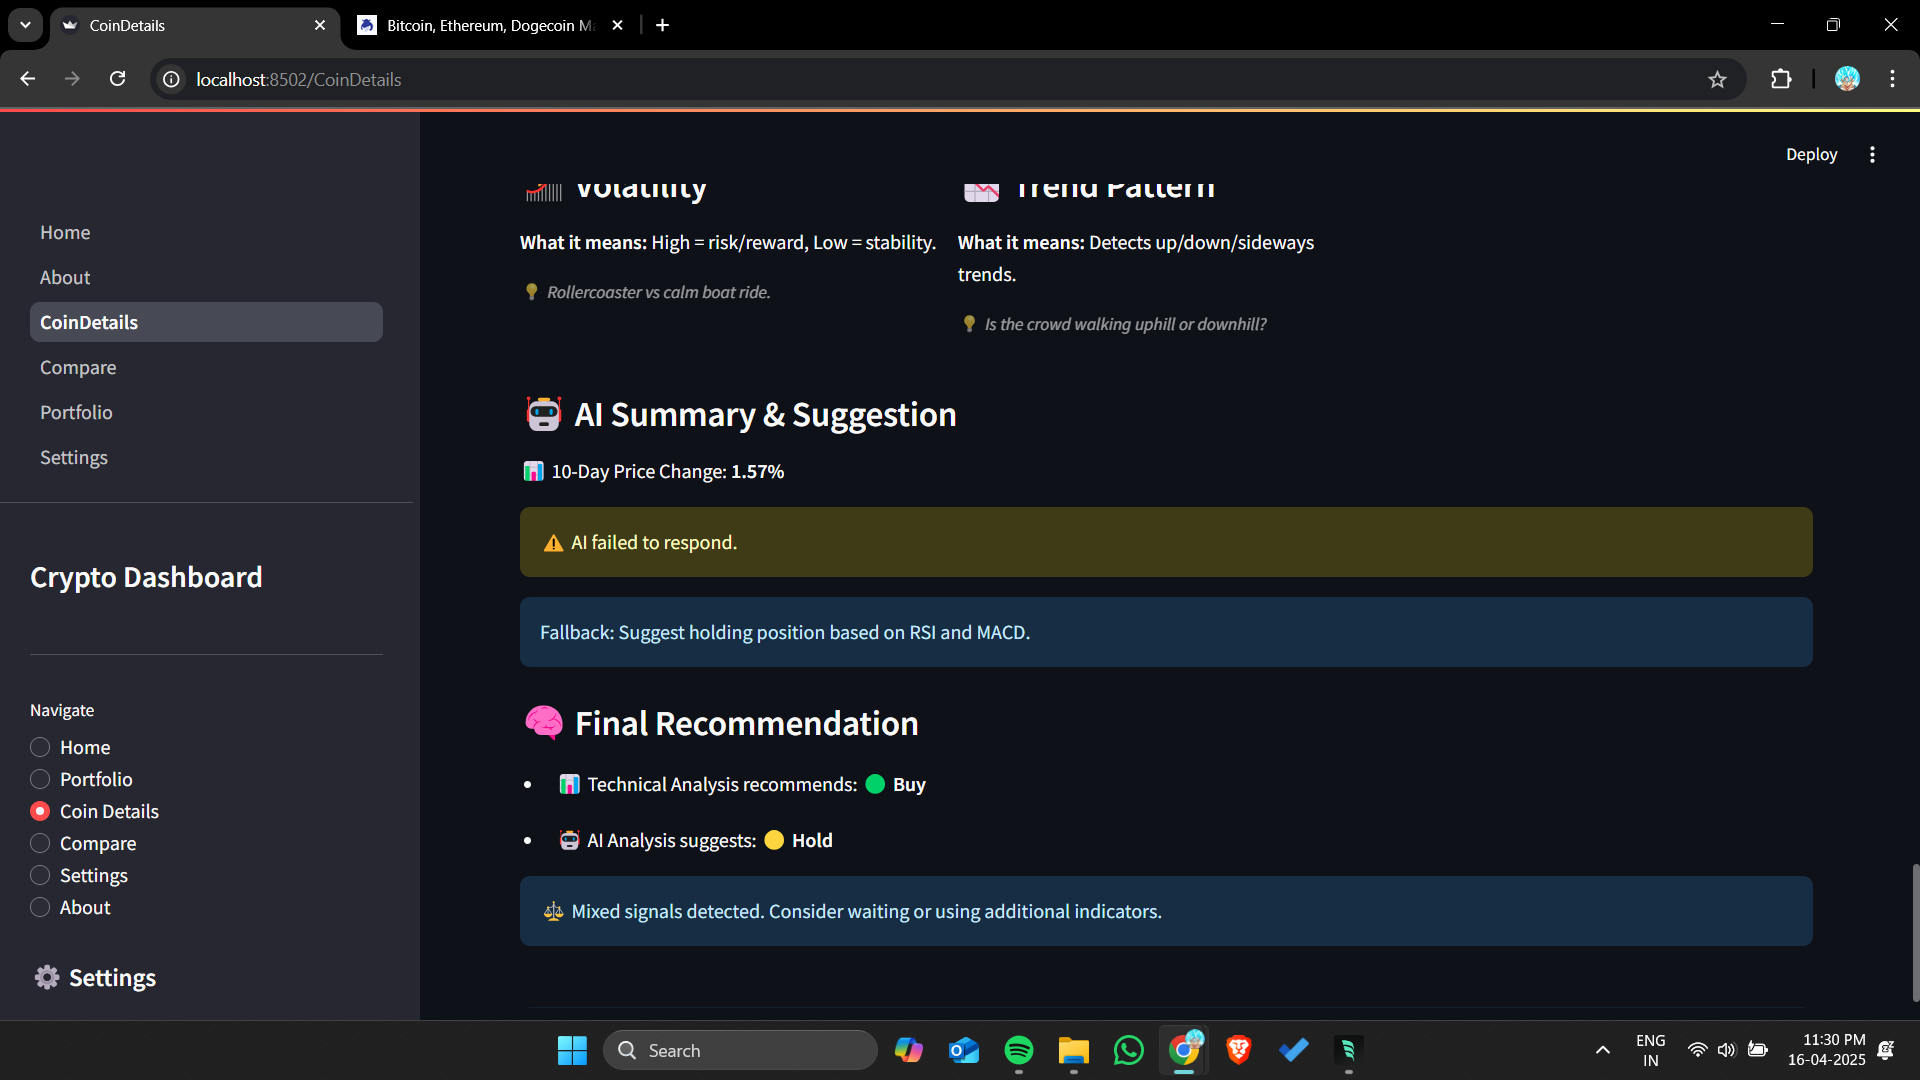 CoinDetails
Bitcoin, Ethereum, Dogecoin M
localhost:8502/CoinDetails
Deploy
Home
About
CoinDetails
Compare
Portfolio
Settings
Crypto Dashboard
Navigate
Home
Portfolio
Coin Details
Compare
Settings
About
⚙️ Settings
Volatility
What it means: High = risk/reward, Low = stability.
💡 Rollercoaster vs calm boat ride.
Trend Pattern
What it means: Detects up/down/sideways
trends.
💡 Is the crowd walking uphill or downhill?
🤖 AI Summary & Suggestion
📊 10-Day Price Change: 1.57%
⚠️ AI failed to respond.
Fallback: Suggest holding position based on RSI and MACD.
🧠 Final Recommendation
• 📊 Technical Analysis recommends: 🟢 Buy
• 🤖 AI Analysis suggests: 🟡 Hold
⚖️ Mixed signals detected. Consider waiting or using additional indicators.
Search
ENG
IN
11:30 PM
16-04-2025